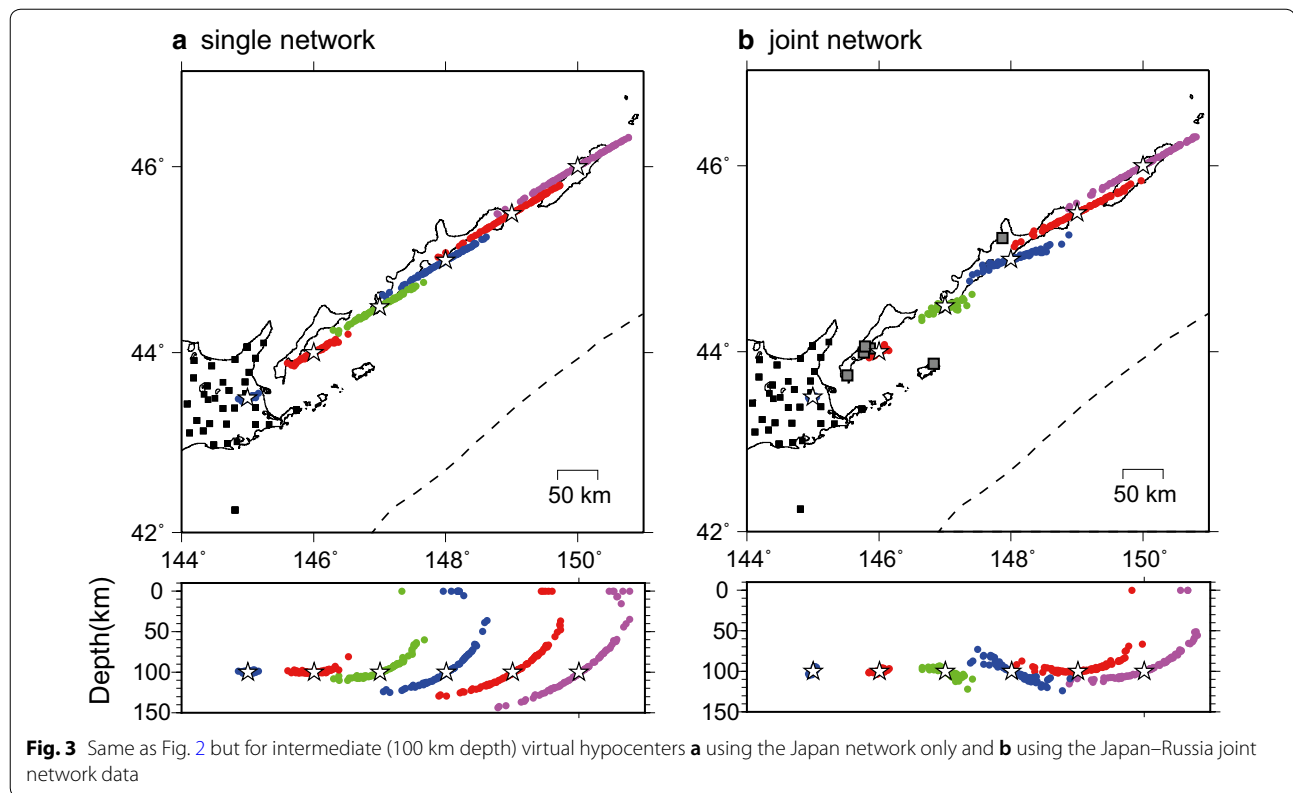 a single network
b joint network
46˚
44˚
42˚
50 km
144˚ 146˚ 148˚ 150˚
46˚
44˚
42˚
50 km
144˚ 146˚ 148˚ 150˚
Depth(km)
0
50
100
150
0
50
100
150
Fig. 3 Same as Fig. 2 but for intermediate (100 km depth) virtual hypocenters a using the Japan network only and b using the Japan–Russia joint
network data